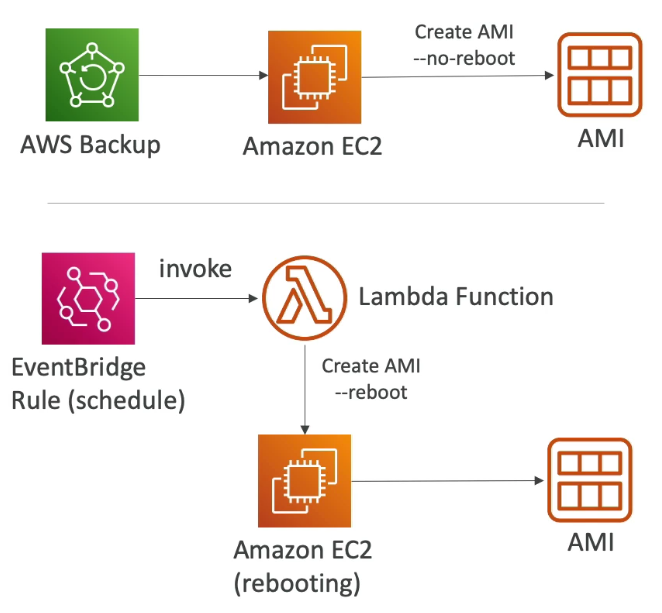 Create AMI
--no-reboot
AWS Backup
Amazon EC2
AMI
invoke
Lambda Function
EventBridge
Rule (schedule)
Create AMI
--reboot
Amazon EC2
(rebooting)
AMI